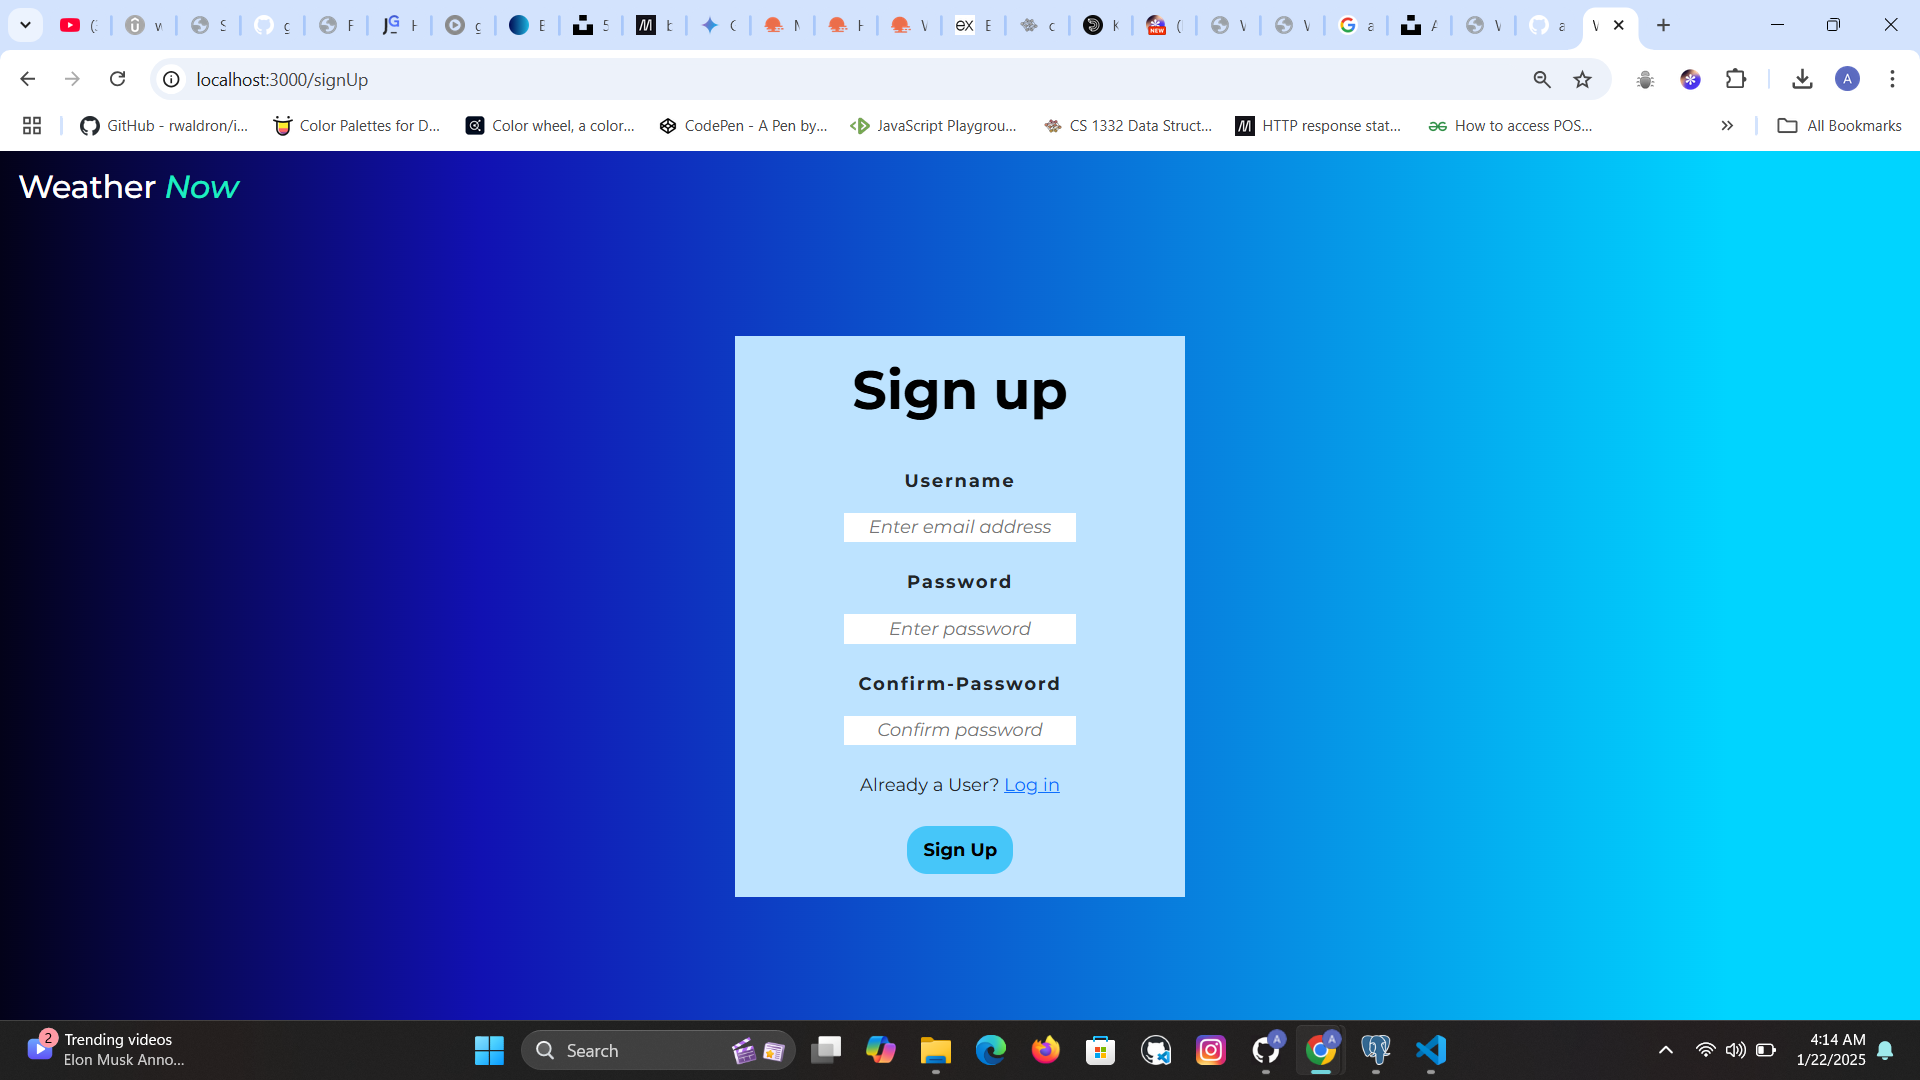 localhost:3000/signUp
A
GitHub - rwaldron/i...
Color Palettes for D...
Color wheel, a color...
CodePen - A Pen by...
JavaScript Playgrou...
CS 1332 Data Struct...
HTTP response stat...
How to access POS...
All Bookmarks
Weather Now
Sign up
Username
Enter email address
Password
Enter password
Confirm-Password
Confirm password
Already a User? Log in
Sign Up
2
Trending videos
Elon Musk Anno...
Search
4:14 AM
1/22/2025